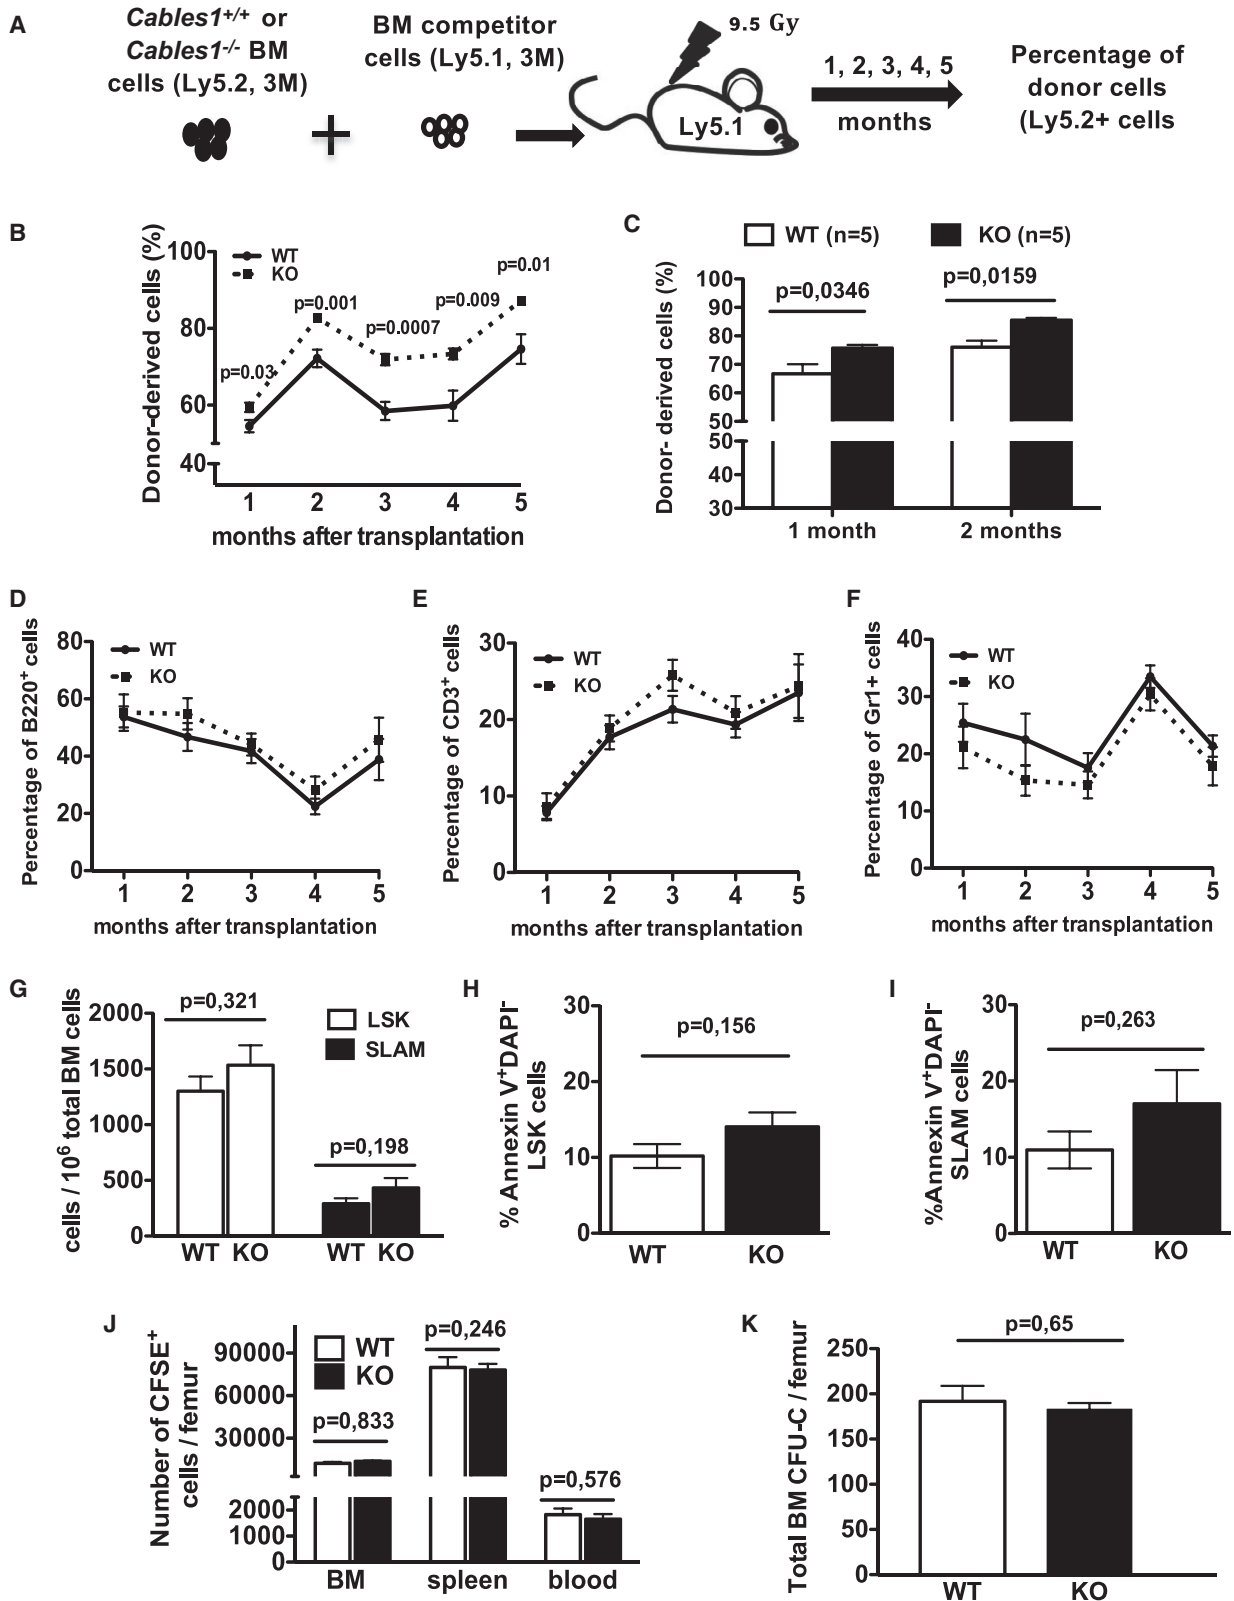 A
Cables1+/+ or
Cables1-/- BM
cells (Ly5.2, 3M)
+
BM competitor
cells (Ly5.1, 3M)
9.5 Gy
Ly5.1
1, 2, 3, 4, 5
months
Percentage of
donor cells
(Ly5.2+ cells
B
Donor-derived cells (%)
100
80
60
40
WT
KO
p=0.03
p=0.001
p=0.0007
p=0.009
p=0.01
1 2 3 4 5
months after transplantation
C
WT (n=5)
KO (n=5)
Donor- derived cells (%)
100
90
80
70
60
50
50
40
30
p=0,0346
p=0,0159
1 month
2 months
D
Percentage of B220+ cells
80
60
40
20
0
WT
KO
1 2 3 4 5
months after transplantation
E
Percentage of CD3+ cells
30
20
10
0
WT
KO
1 2 3 4 5
months after transplantation
F
Percentage of Gr1+ cells
40
30
20
10
0
WT
KO
1 2 3 4 5
months after transplantation
G
cells / 106 total BM cells
2000
1500
1000
500
0
p=0,321
LSK
SLAM
p=0,198
WT KO WT KO
H
% Annexin V+DAPI-
LSK cells
30
20
10
0
p=0,156
WT KO
I
%Annexin V+DAPI-
SLAM cells
30
20
10
0
p=0,263
WT KO
J
Number of CFSE+
cells / femur
90000
60000
30000
2000
1000
0
WT
KO
p=0,833
p=0,246
p=0,576
BM spleen blood
K
Total BM CFU-C / femur
250
200
150
100
50
0
p=0,65
WT KO